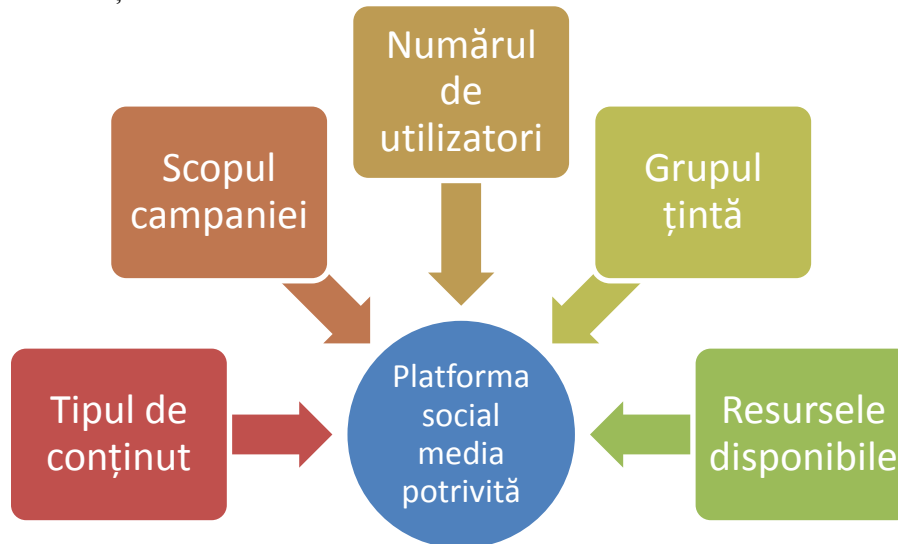 Numărul
de
utilizatori
Scopul
campaniei
Grupul
țintă
Tipul de
conținut
Platforma
social
media
potrivită
Resursele
disponibile